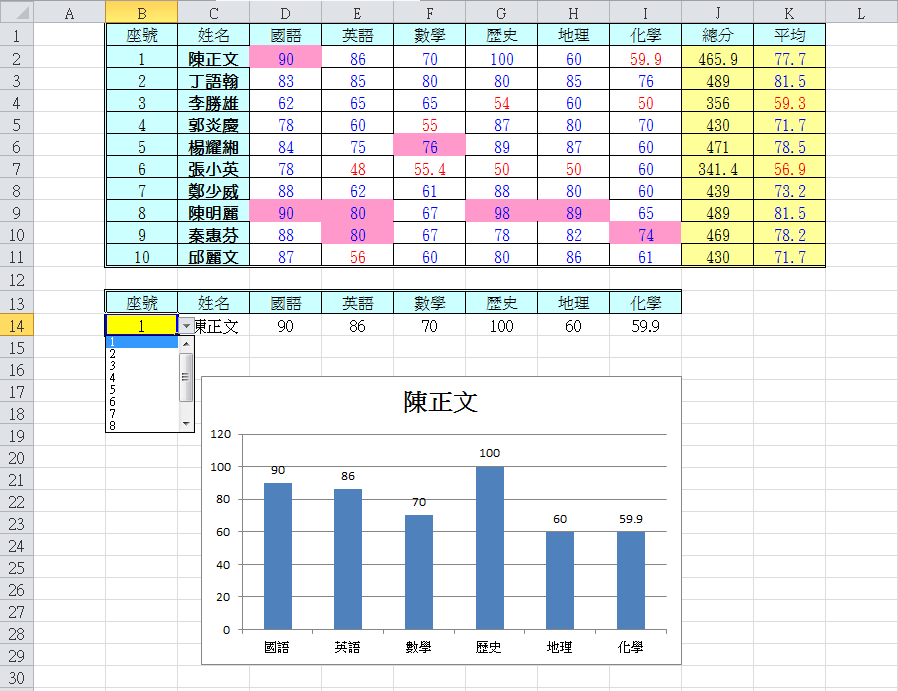 A B C D E F G H I J K L
1 座號 姓名 國語 英語 數學 歷史 地理 化學 總分 平均
2 1 陳正文 90 86 70 100 60 59.9 465.9 77.7
3 2 丁語翰 83 85 80 80 85 76 489 81.5
4 3 李勝雄 62 65 65 54 60 50 356 59.3
5 4 郭炎慶 78 60 55 87 80 70 430 71.7
6 5 楊耀緗 84 75 76 89 87 60 471 78.5
7 6 張小英 78 48 55.4 50 50 60 341.4 56.9
8 7 鄭少威 88 62 61 88 80 60 439 73.2
9 8 陳明麗 90 80 67 98 89 65 489 81.5
10 9 秦惠芬 88 80 67 78 82 74 469 78.2
11 10 邱麗文 87 56 60 80 86 61 430 71.7
12
13 座號 姓名 國語 英語 數學 歷史 地理 化學
14 1 陳正文 90 86 70 100 60 59.9
15
16
17
18
19
20
21
22
23
24
25
26
27
28
29
30
1
2
3
4
5
6
7
8
陳正文
120
100
80
60
40
20
0
90 86 70 100 60 59.9
國語 英語 數學 歷史 地理 化學